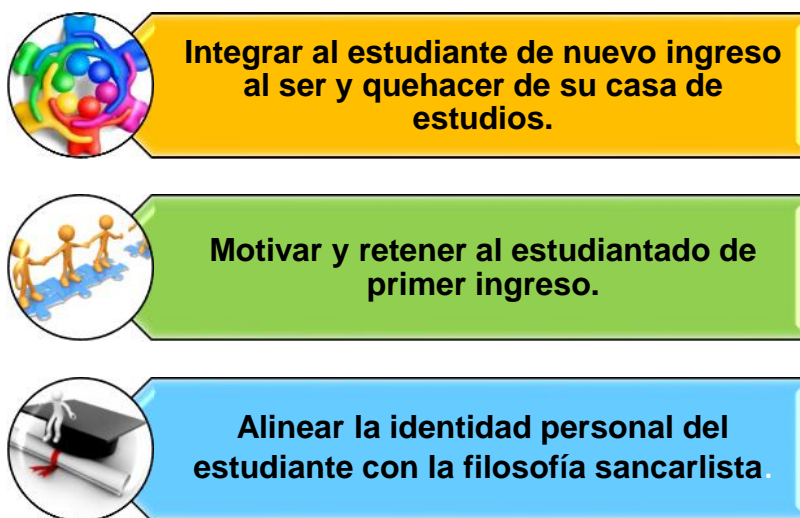 Integrar al estudiante de nuevo ingreso
al ser y quehacer de su casa de
estudios.
Motivar y retener al estudiantado de
primer ingreso.
Alinear la identidad personal del
estudiante con la filosofía sancarlista.